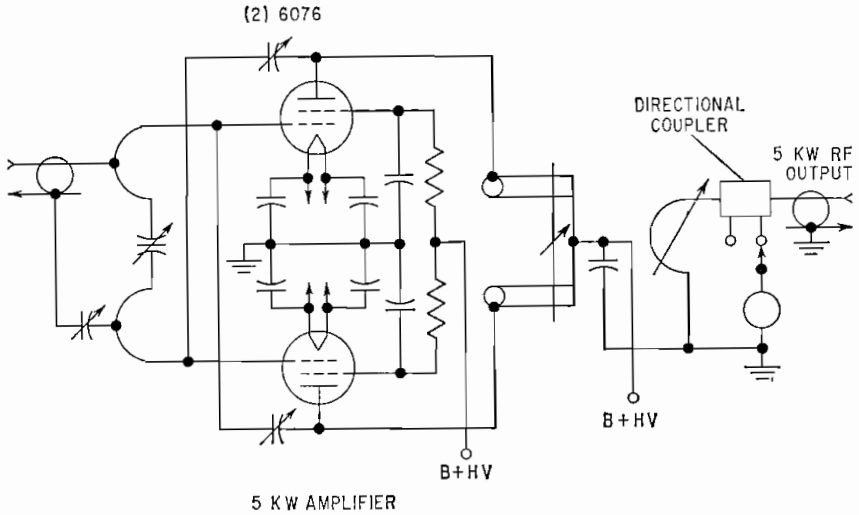 (2) 6076
DIRECTIONAL
COUPLER
5 KW RF
OUTPUT
B+HV
B+HV
5 KW AMPLIFIER